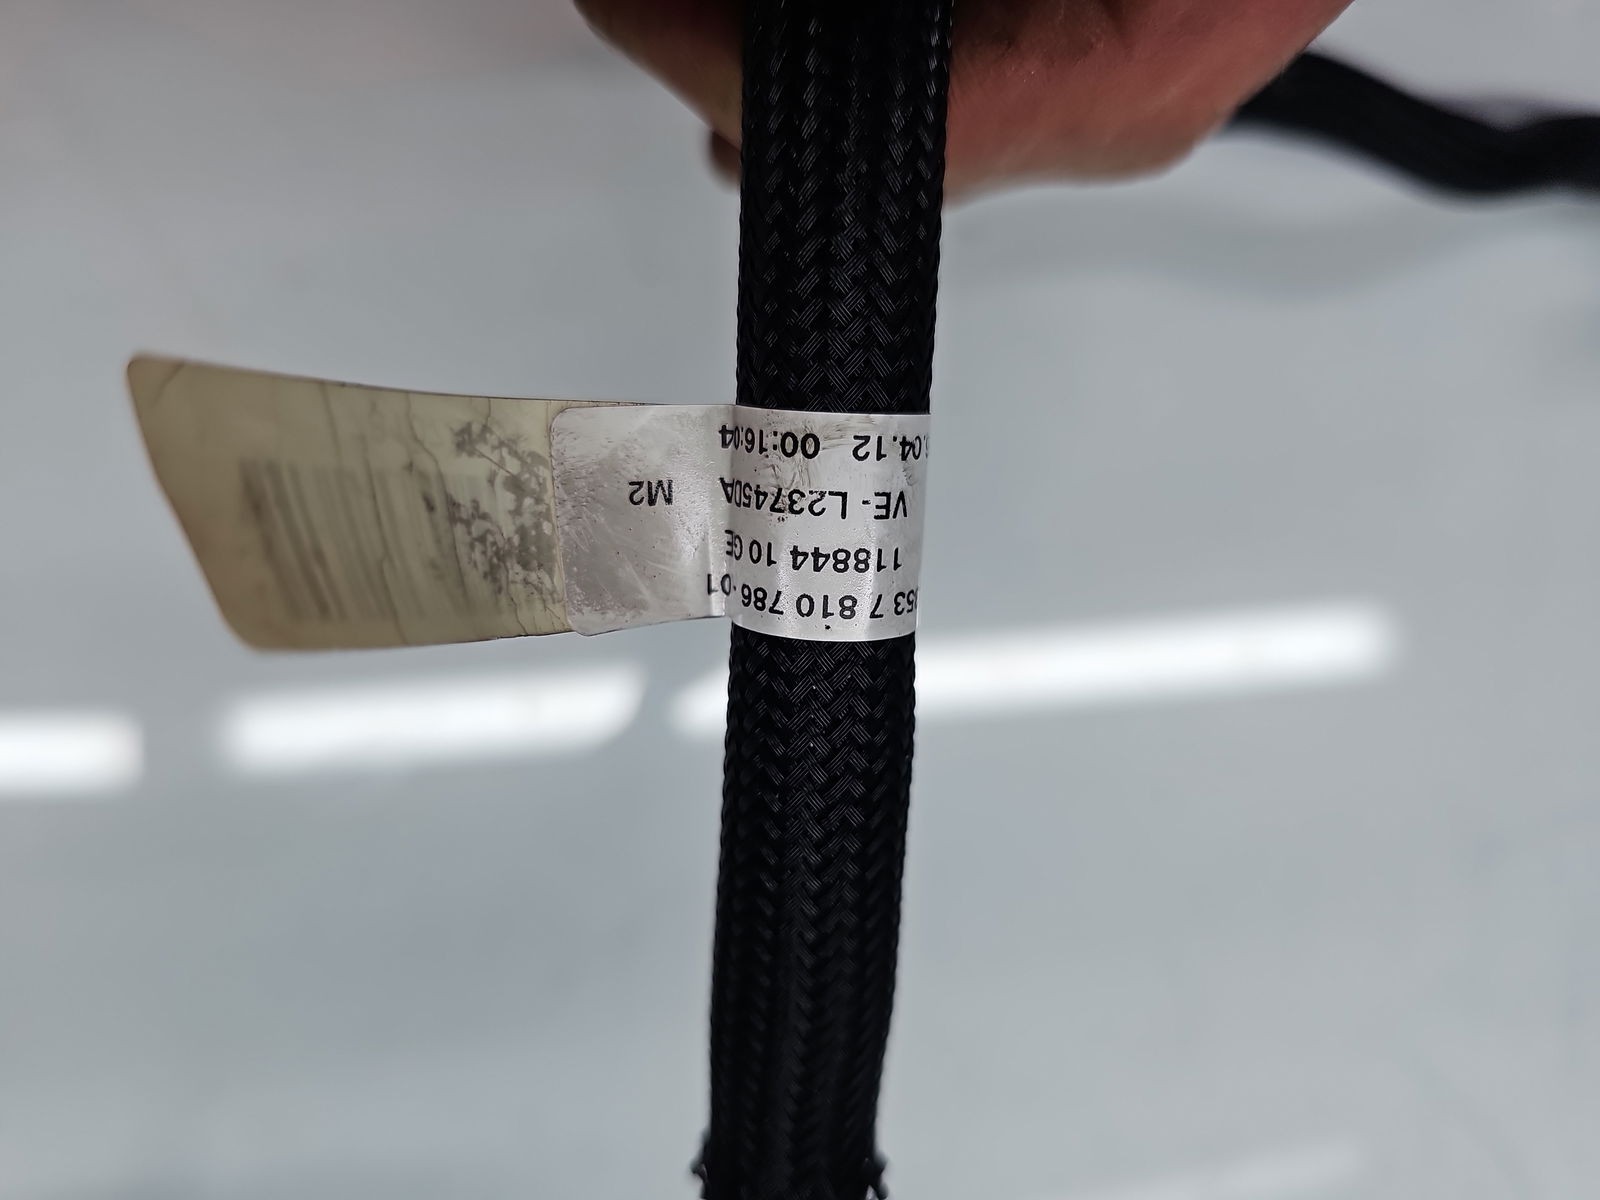 53 7 810 786-01
118844 10 GE
VE- L23745DA M2
.04.12 00:16:04